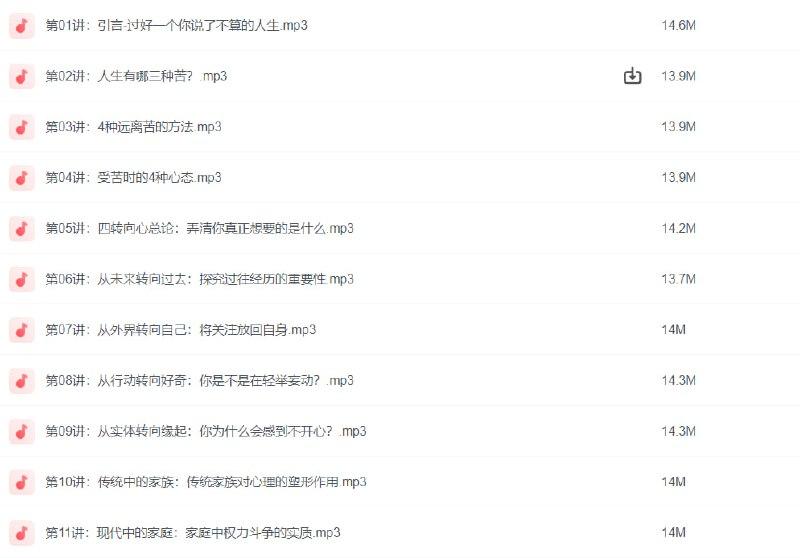 第01讲：引言-过好一个你说了不算的人生.mp3 14.6M
第02讲：人生有哪三种苦？.mp3 13.9M
第03讲：4种远离苦的方法.mp3 13.9M
第04讲：受苦时的4种心态.mp3 13.9M
第05讲：四转向心总论：弄清你真正想要的是什么.mp3 14.2M
第06讲：从未来转向过去：探究过往经历的重要性.mp3 13.7M
第07讲：从外界转向自己：将关注放回自身.mp3 14M
第08讲：从行动转向好奇：你是不是在轻举妄动？.mp3 14.3M
第09讲：从实体转向缘起：你为什么会感到不开心？.mp3 14.3M
第10讲：传统中的家族：传统家族对心理的塑形作用.mp3 14M
第11讲：现代中的家庭：家庭中权力斗争的实质.mp3 14M